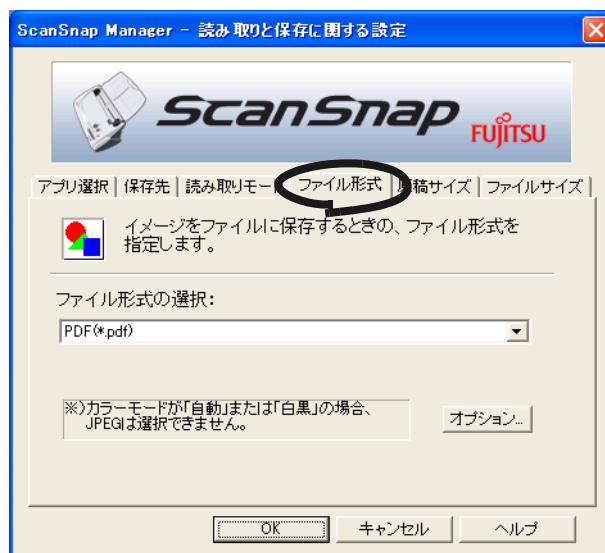 ScanSnap Manager - 読み取りと保存に関する設定
ScanSnap
FUJITSU
アプリ選択 保存先 読み取りモード ファイル形式 原稿サイズ ファイルサイズ
イメージをファイルに保存するときの、ファイル形式を
指定します。
ファイル形式の選択:
PDF(*.pdf)
※)カラーモードが「自動」または「白黒」の場合、
JPEGは選択できません。
オプション...
OK キャンセル ヘルプ